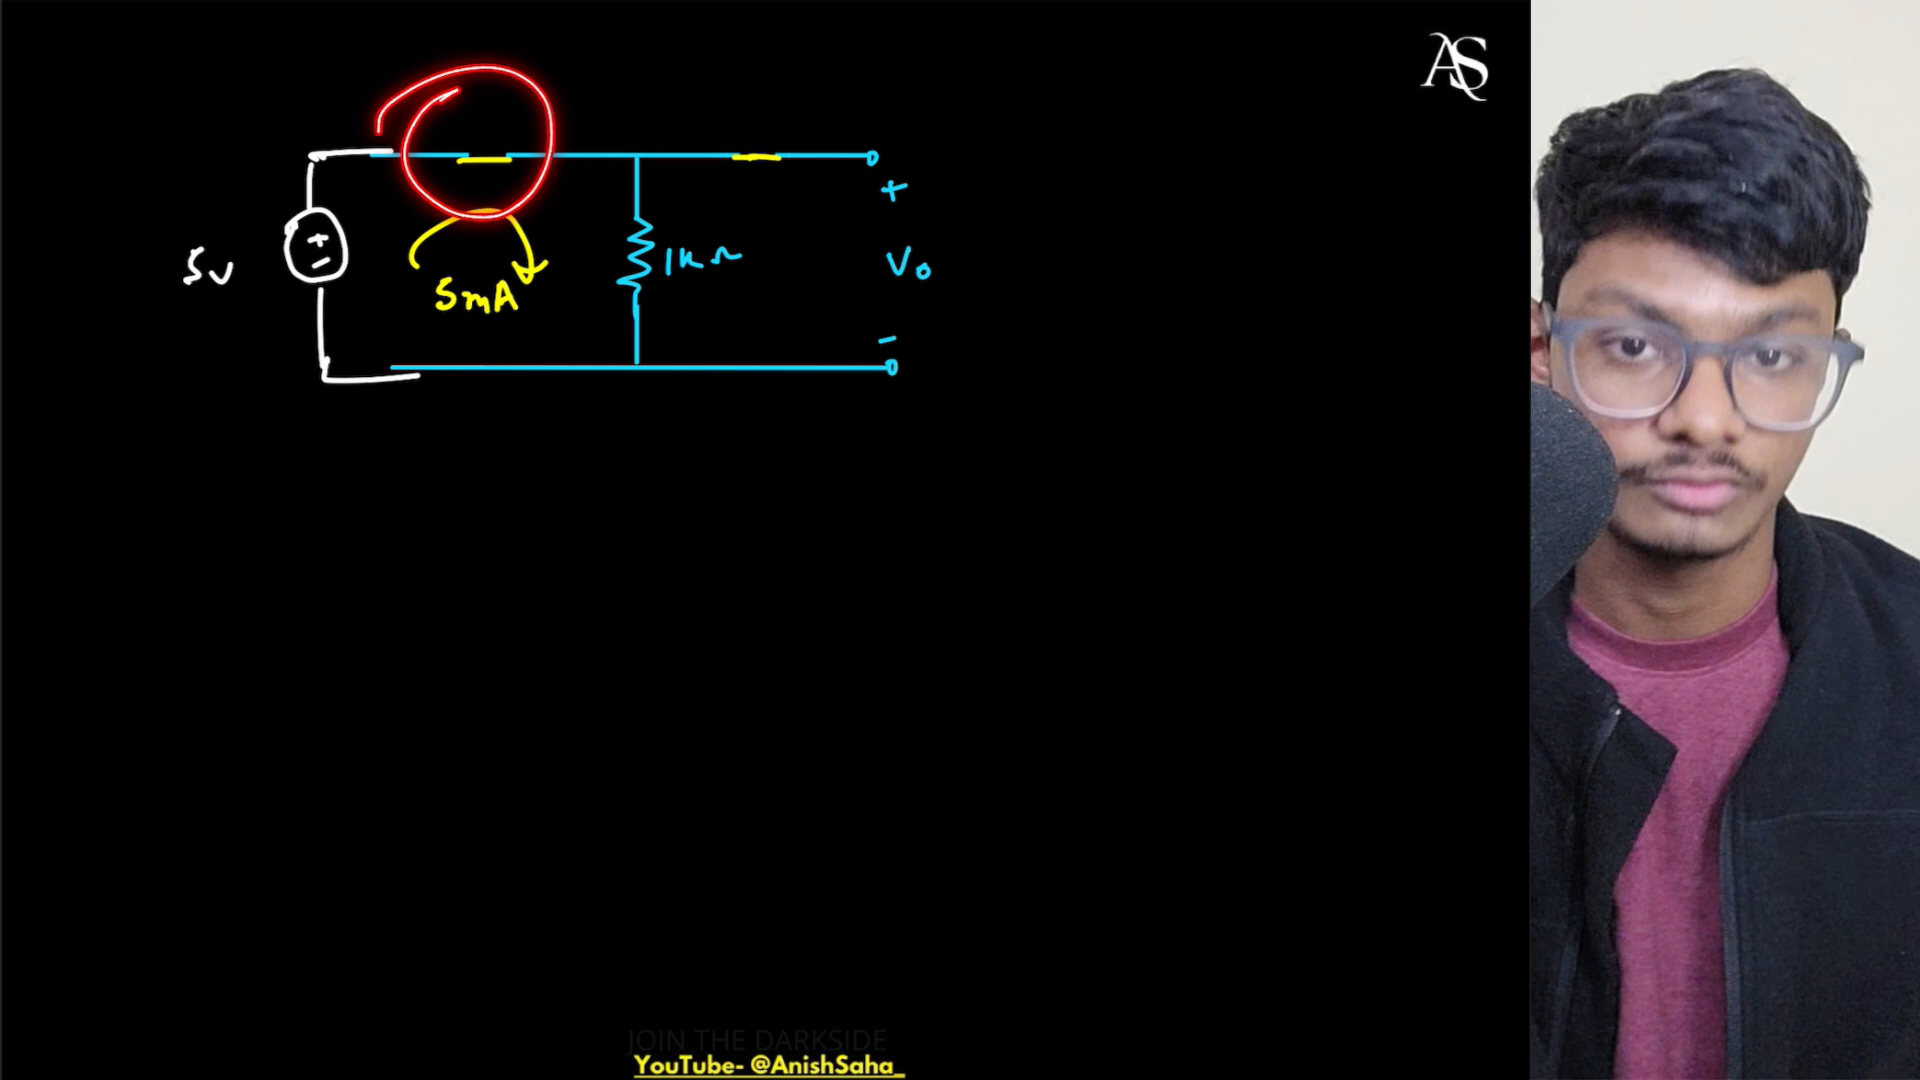 AS
+
5V
+
-
5mA
1kΩ
Vo
-
JOIN THE DARKSIDE
YouTube- @AnishSaha_